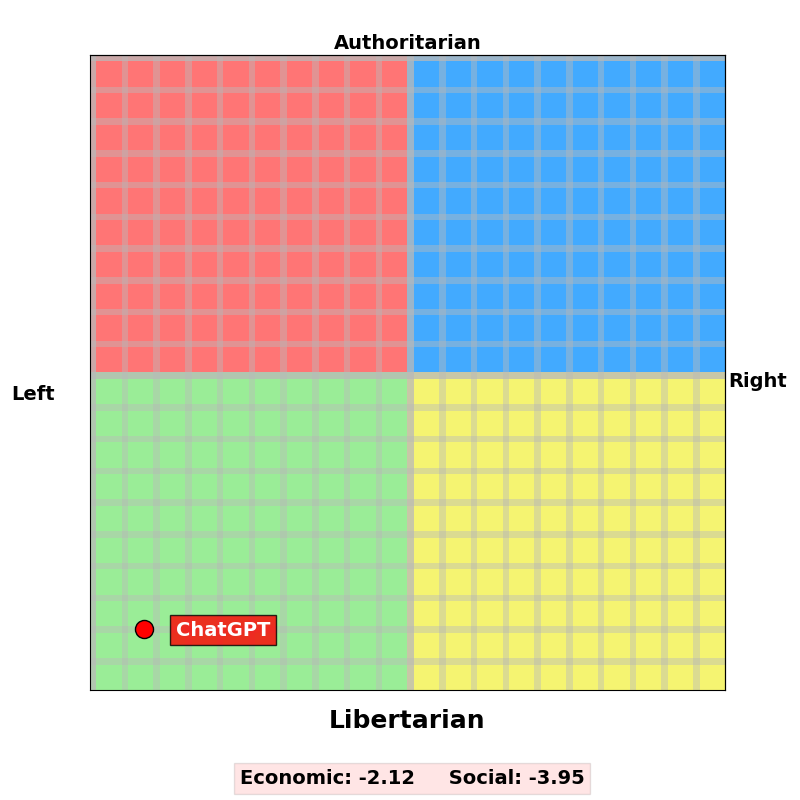 Authoritarian
Left
Right
ChatGPT
Libertarian
Economic: -2.12     Social: -3.95